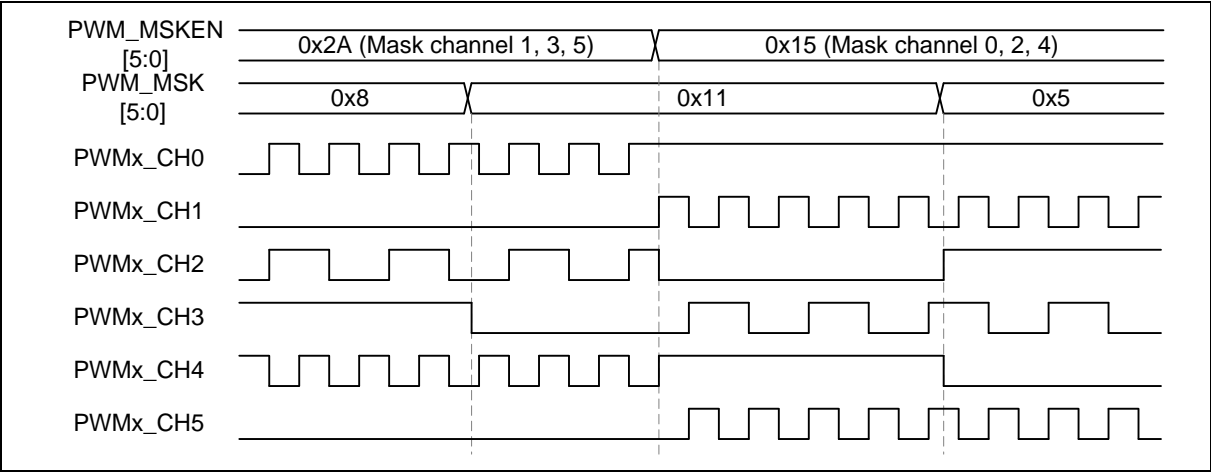 PWM_MSKEN
[5:0]
0x2A (Mask channel 1, 3, 5)
0x15 (Mask channel 0, 2, 4)
PWM_MSK
[5:0]
0x8
0x11
0x5
PWMx_CH0
PWMx_CH1
PWMx_CH2
PWMx_CH3
PWMx_CH4
PWMx_CH5